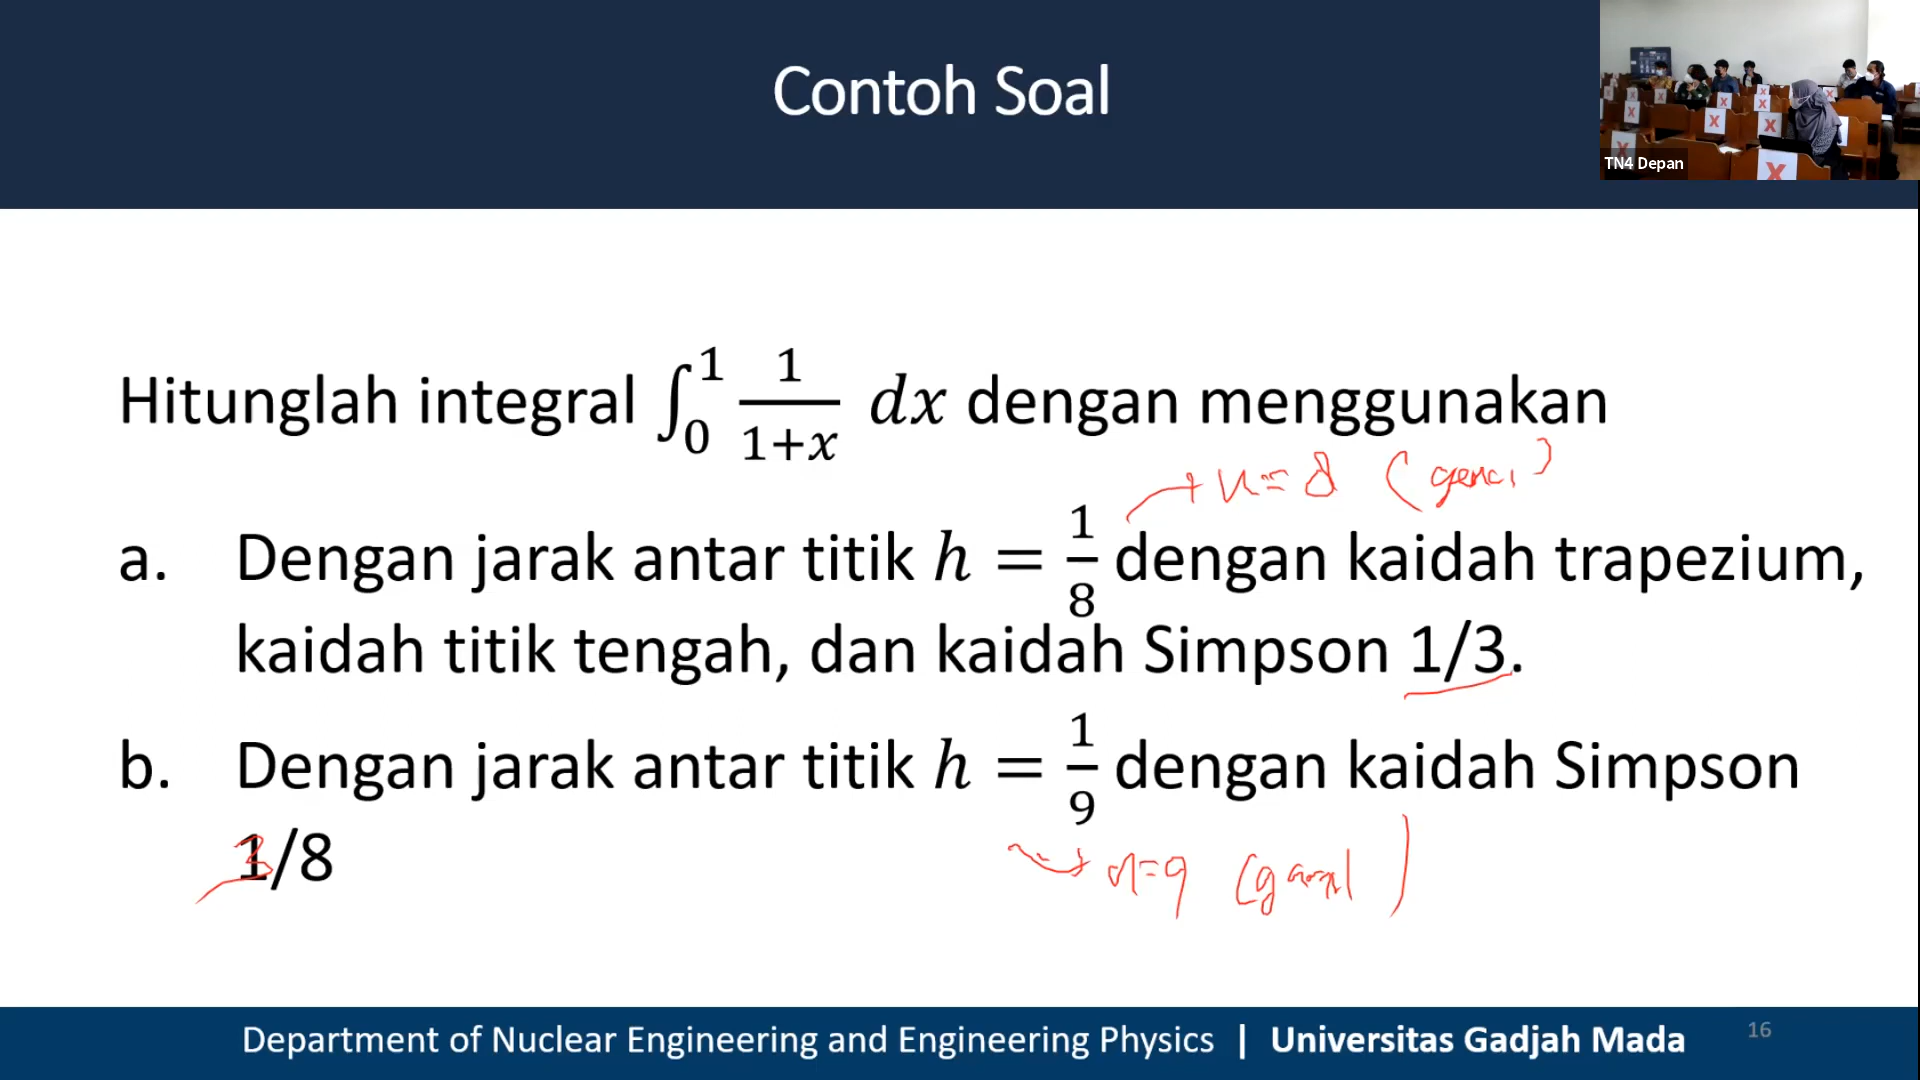 Contoh Soal
TN4 Depan
Hitunglah integral ∫₀¹ 1/(1+x) dx dengan menggunakan
→ n=8 (genap)
a. Dengan jarak antar titik h = 1/8 dengan kaidah trapezium,
kaidah titik tengah, dan kaidah Simpson 1/3.
b. Dengan jarak antar titik h = 1/9 dengan kaidah Simpson
1/8
3
→ n=9 (ganjil)
Department of Nuclear Engineering and Engineering Physics | Universitas Gadjah Mada
16